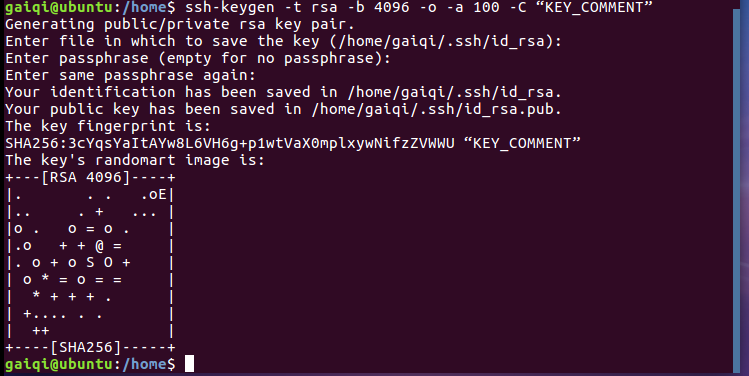 gaiqi@ubuntu:/home$ ssh-keygen -t rsa -b 4096 -o -a 100 -C “KEY_COMMENT”
Generating public/private rsa key pair.
Enter file in which to save the key (/home/gaiqi/.ssh/id_rsa):
Enter passphrase (empty for no passphrase):
Enter same passphrase again:
Your identification has been saved in /home/gaiqi/.ssh/id_rsa.
Your public key has been saved in /home/gaiqi/.ssh/id_rsa.pub.
The key fingerprint is:
SHA256:3cYqsYaItAYw8L6VH6g+p1wtVaX0mplxywNifzZVWWU “KEY_COMMENT”
The key's randomart image is:
+---[RSA 4096]----+
|.       . .   .oE|
|..     . +   ... |
|o .   o = o .    |
|.o   + + @ =     |
|. o + o S O +    |
| o * = o = =     |
|  * + + + .      |
| +.... . .       |
|  ++             |
+----[SHA256]-----+
gaiqi@ubuntu:/home$